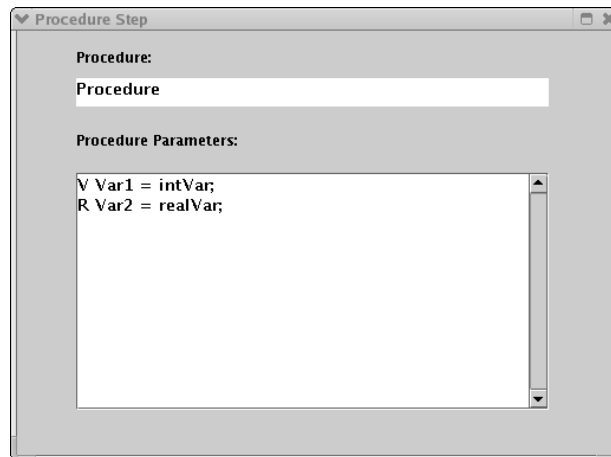 Procedure Step
Procedure:
Procedure
Procedure Parameters:
V Var1 = intVar;
R Var2 = realVar;